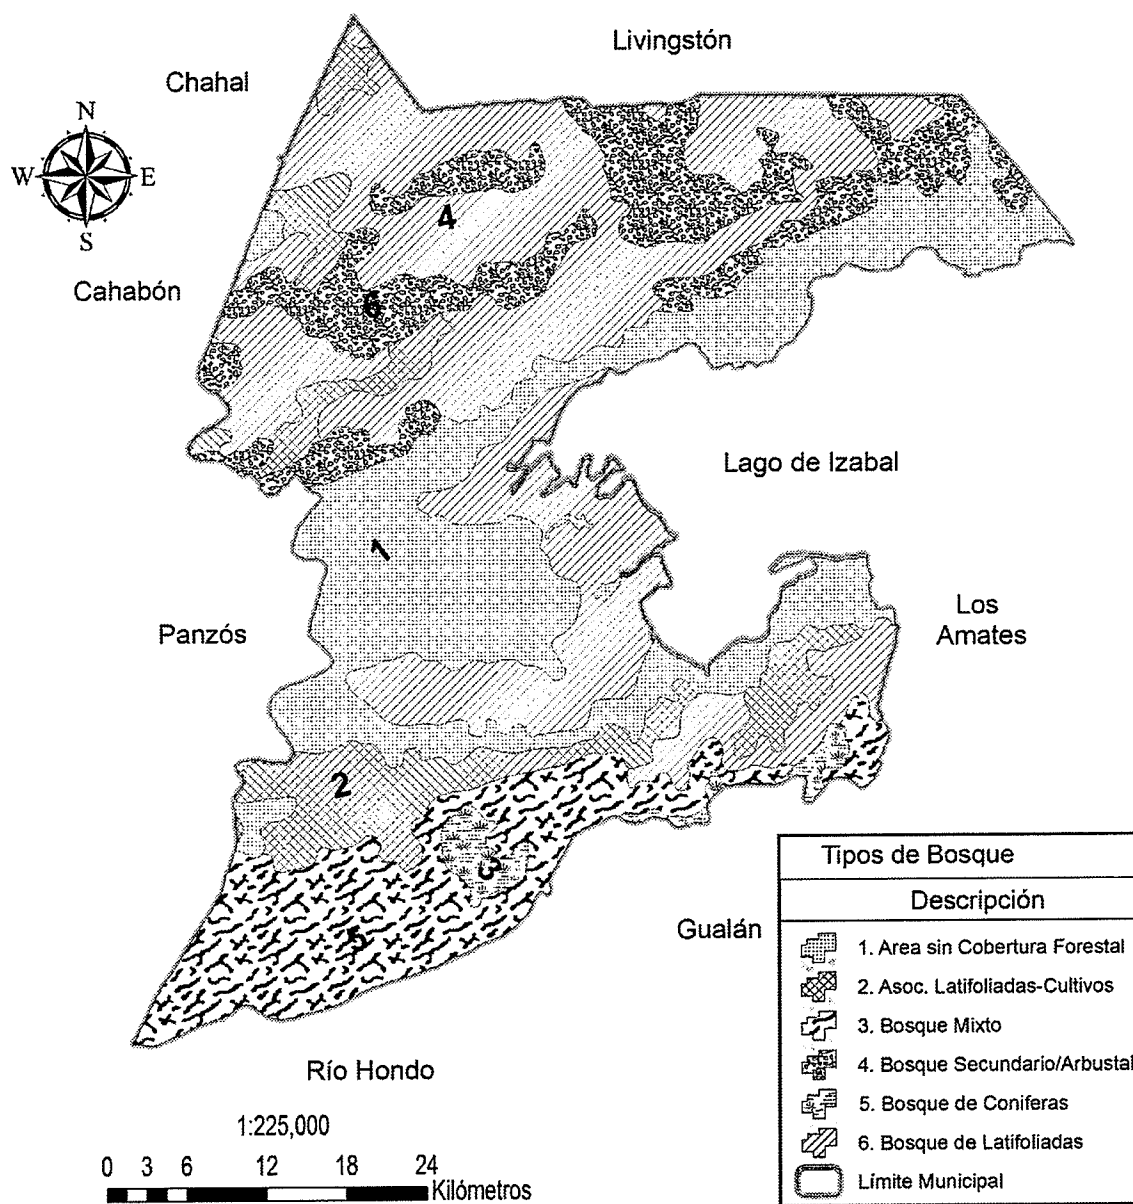 Livingstón
Chahal
N
W E
S
4
Cahabón
6
Lago de Izabal
1
Los
Amates
Panzós
2
3
5
Gualán
Río Hondo
1:225,000
0 3 6 12 18 24
Kilómetros
Tipos de Bosque
Descripción
1. Area sin Cobertura Forestal
2. Asoc. Latifoliadas-Cultivos
3. Bosque Mixto
4. Bosque Secundario/Arbustal
5. Bosque de Coniferas
6. Bosque de Latifoliadas
Límite Municipal